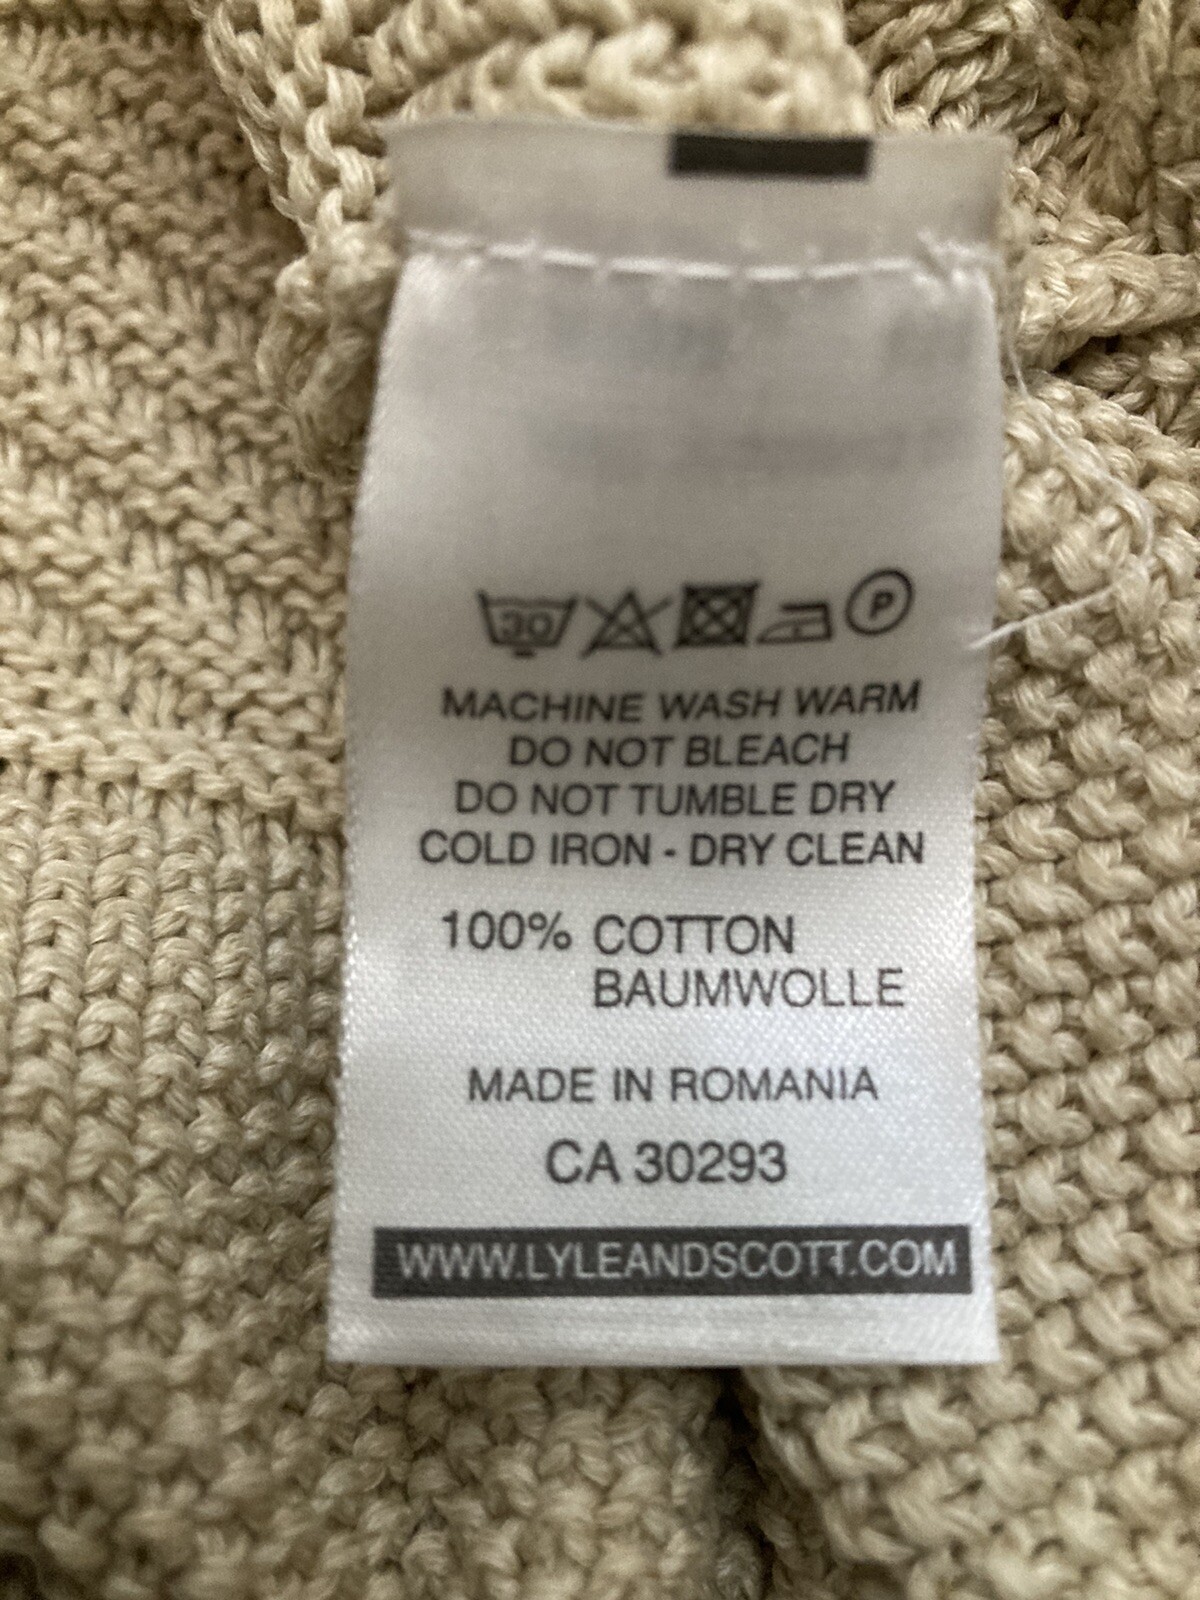 30 P
MACHINE WASH WARM
DO NOT BLEACH
DO NOT TUMBLE DRY
COLD IRON - DRY CLEAN
100% COTTON
BAUMWOLLE
MADE IN ROMANIA
CA 30293
WWW.LYLEANDSCOTT.COM